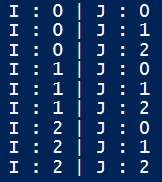 I : 0 | J : 0
I : 0 | J : 1
I : 0 | J : 2
I : 1 | J : 0
I : 1 | J : 1
I : 1 | J : 2
I : 2 | J : 0
I : 2 | J : 1
I : 2 | J : 2